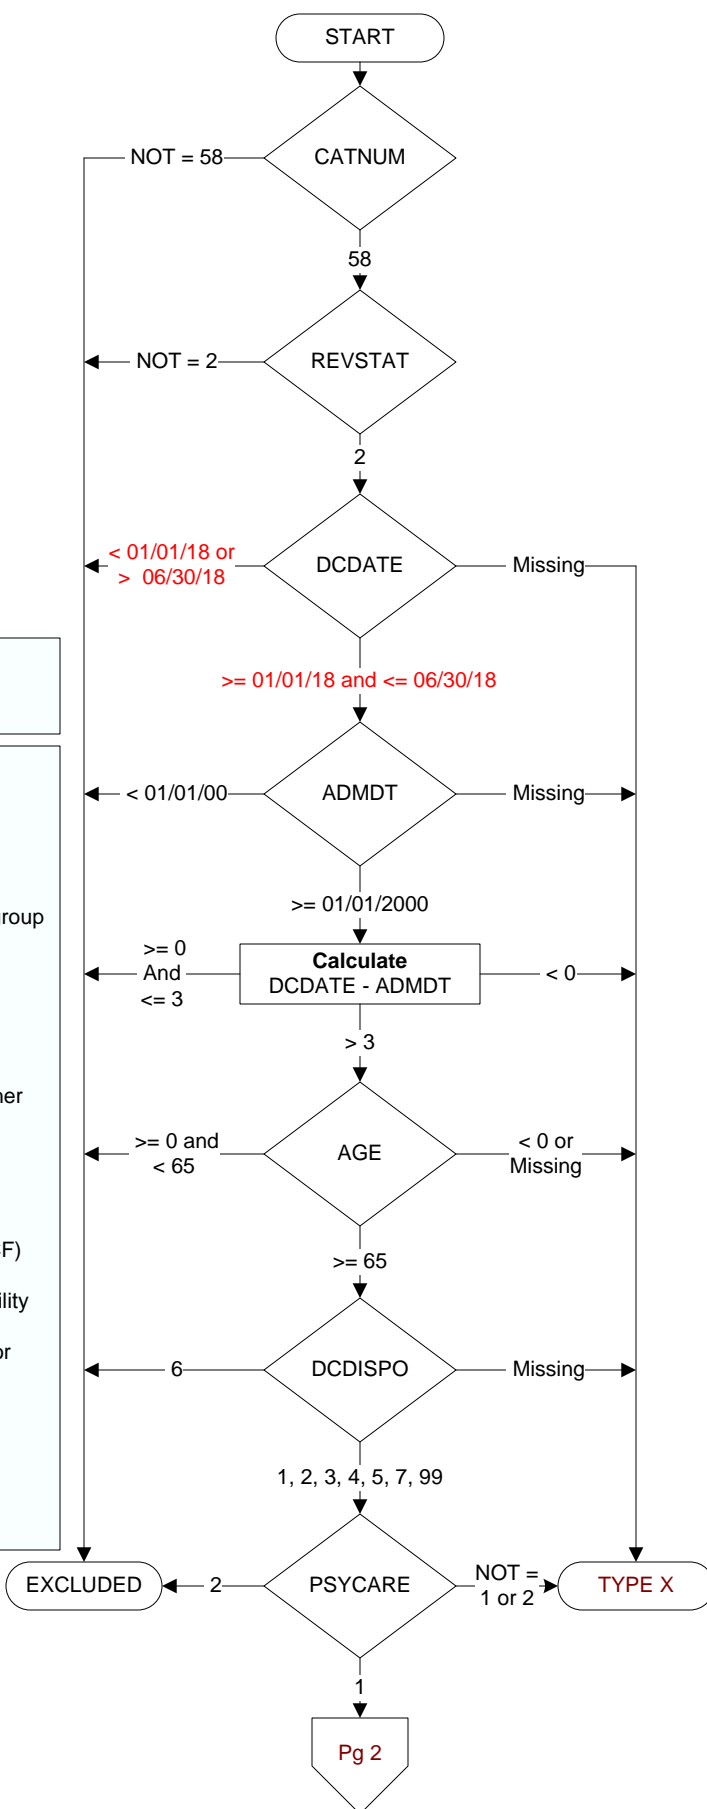 START
CATNUM
NOT = 58
58
REVSTAT
NOT = 2
2
< 01/01/18 or
> 06/30/18
DCDATE
Missing
>= 01/01/18 and <= 06/30/18
< 01/01/00
ADMDT
Missing
>= 01/01/2000
group
>= 0
And
<= 3
Calculate
DCDATE - ADMDT
< 0
> 3
>= 0 and
< 65
AGE
< 0 or
Missing
>= 65
6
DCDISPO
Missing
1, 2, 3, 4, 5, 7, 99
EXCLUDED
2
PSYCARE
NOT =
1 or 2
TYPE X
1
Pg 2